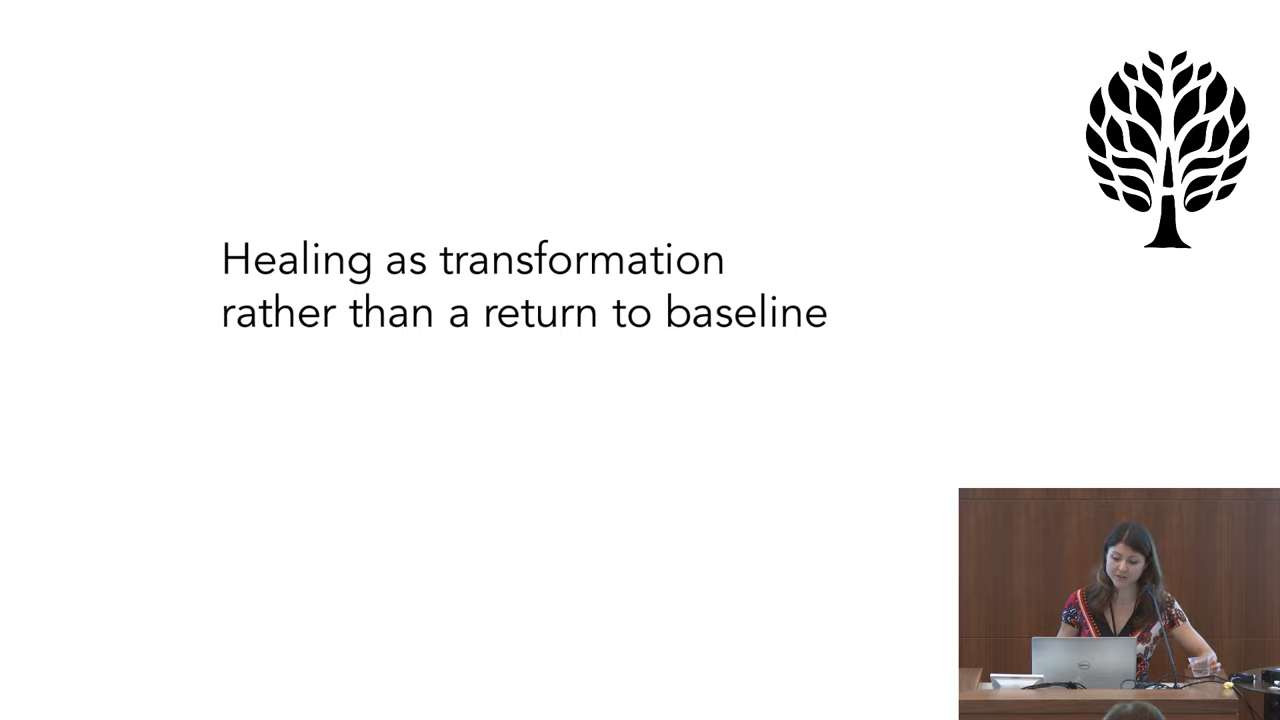 Healing as transformation
rather than a return to baseline